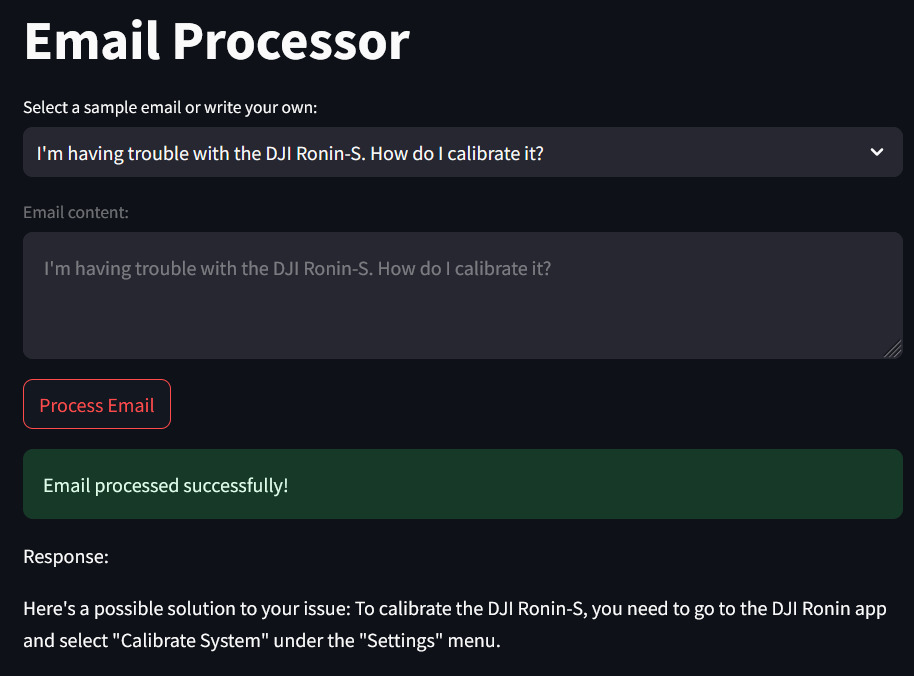 Email Processor
Select a sample email or write your own:
I'm having trouble with the DJI Ronin-S. How do I calibrate it?
Email content:
I'm having trouble with the DJI Ronin-S. How do I calibrate it?
Process Email
Email processed successfully!
Response:
Here's a possible solution to your issue: To calibrate the DJI Ronin-S, you need to go to the DJI Ronin app
and select "Calibrate System" under the "Settings" menu.